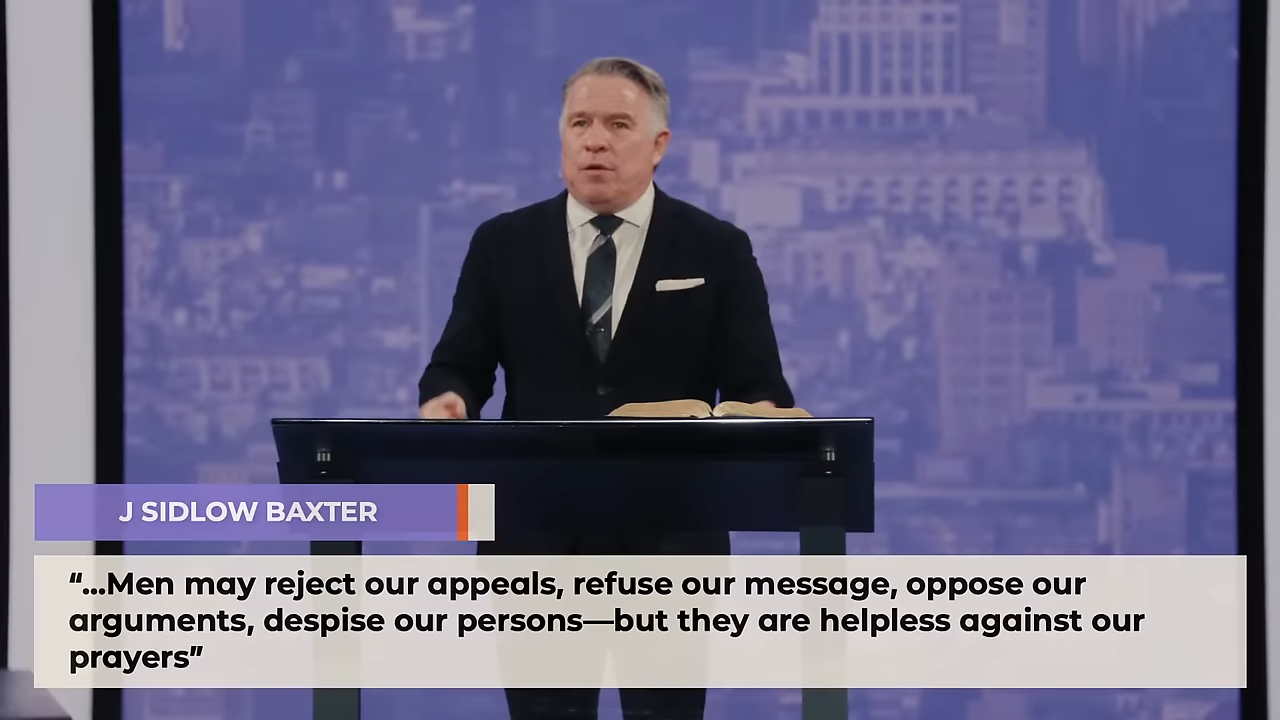 J SIDLOW BAXTER
“...Men may reject our appeals, refuse our message, oppose our
arguments, despise our persons—but they are helpless against our
prayers”